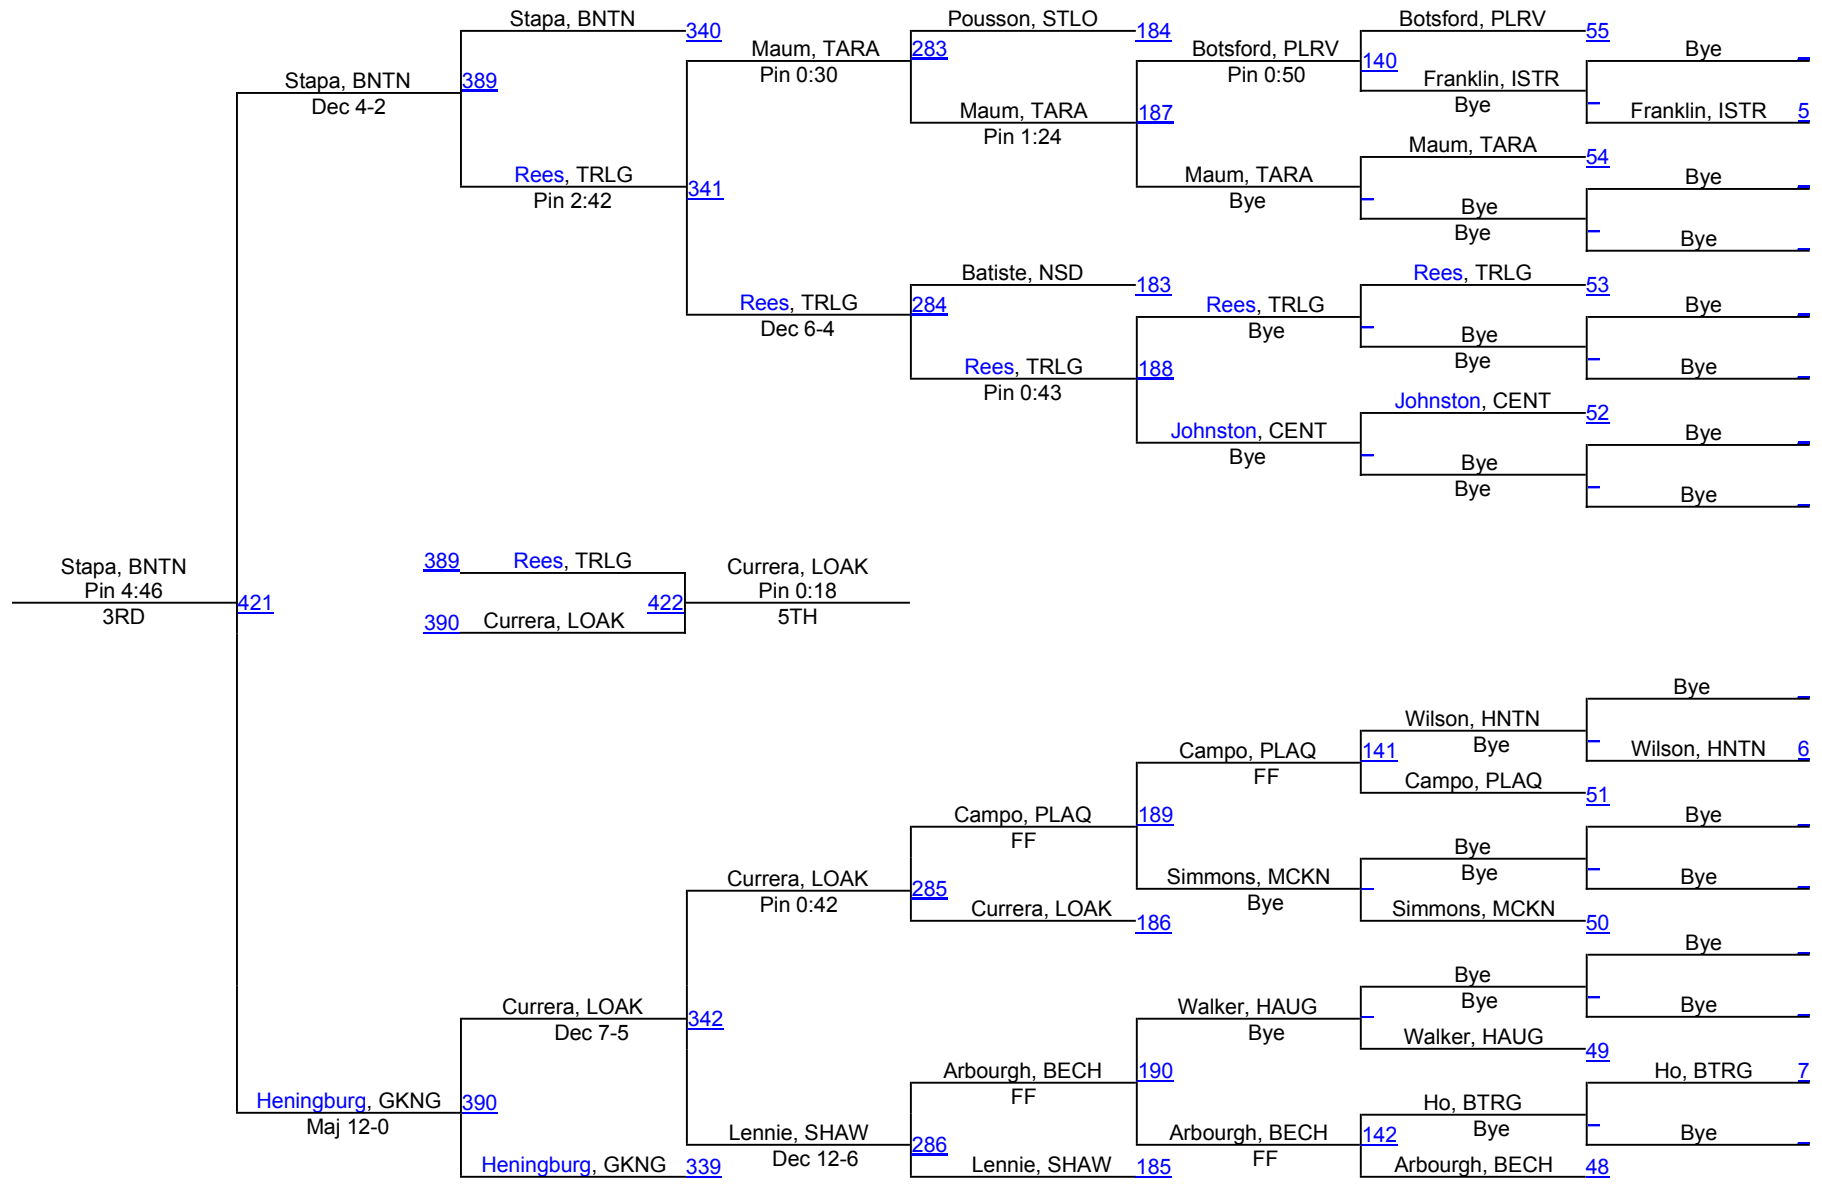 Stapa, BNTN 340
Pousson, STLO 184
Botsford, PLRV 55
Maum, TARA 283
Pin 0:30
Botsford, PLRV 140
Pin 0:50
Bye
Stapa, BNTN 389
Dec 4-2
Franklin, ISTR
Bye
Maum, TARA 187
Pin 1:24
Franklin, ISTR 5
Maum, TARA 54
Rees, TRLG 341
Pin 2:42
Maum, TARA
Bye
Bye
Bye
Bye
Bye
Batiste, NSD 183
Rees, TRLG 53
Rees, TRLG 284
Dec 6-4
Rees, TRLG
Bye
Bye
Bye
Bye
Rees, TRLG 188
Pin 0:43
Bye
Johnston, CENT 52
Johnston, CENT
Bye
Bye
Bye
Bye
Bye
389 Rees, TRLG
Stapa, BNTN
Pin 4:46
3RD
421
422
Currera, LOAK
Pin 0:18
5TH
390 Currera, LOAK
Bye
Wilson, HNTN
Bye
Campo, PLAQ 141
FF
Wilson, HNTN 6
Campo, PLAQ 51
Campo, PLAQ 189
FF
Bye
Bye
Bye
Currera, LOAK 285
Pin 0:42
Simmons, MCKN
Bye
Bye
Currera, LOAK 186
Simmons, MCKN 50
Bye
Bye
Bye
Currera, LOAK 342
Dec 7-5
Walker, HAUG
Bye
Bye
Walker, HAUG 49
Arbourgh, BECH 190
FF
Ho, BTRG 7
Heningburg, GKNG 390
Maj 12-0
Ho, BTRG
Bye
Lennie, SHAW 286
Dec 12-6
Arbourgh, BECH 142
FF
Bye
Heningburg, GKNG 339
Lennie, SHAW 185
Arbourgh, BECH 48